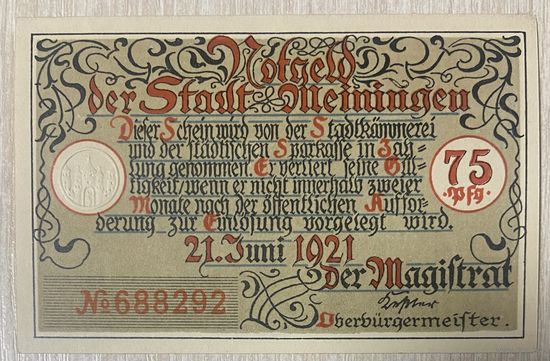 Notgeld
der Stadt Meiningen
Dieser Schein wird von der Stadtkämmerei
und der städtischen Sparkasse in Zah-
lung genommen. Er verliert seine Gül-
tigkeit, wenn er nicht innerhalb zweier
Monate nach der öffentlichen Auffor-
derung zur Einlösung vorgelegt wird.
75
Pfg.
21. Juni 1921
Der Magistrat
№ 688292
Oberbürgermeister.